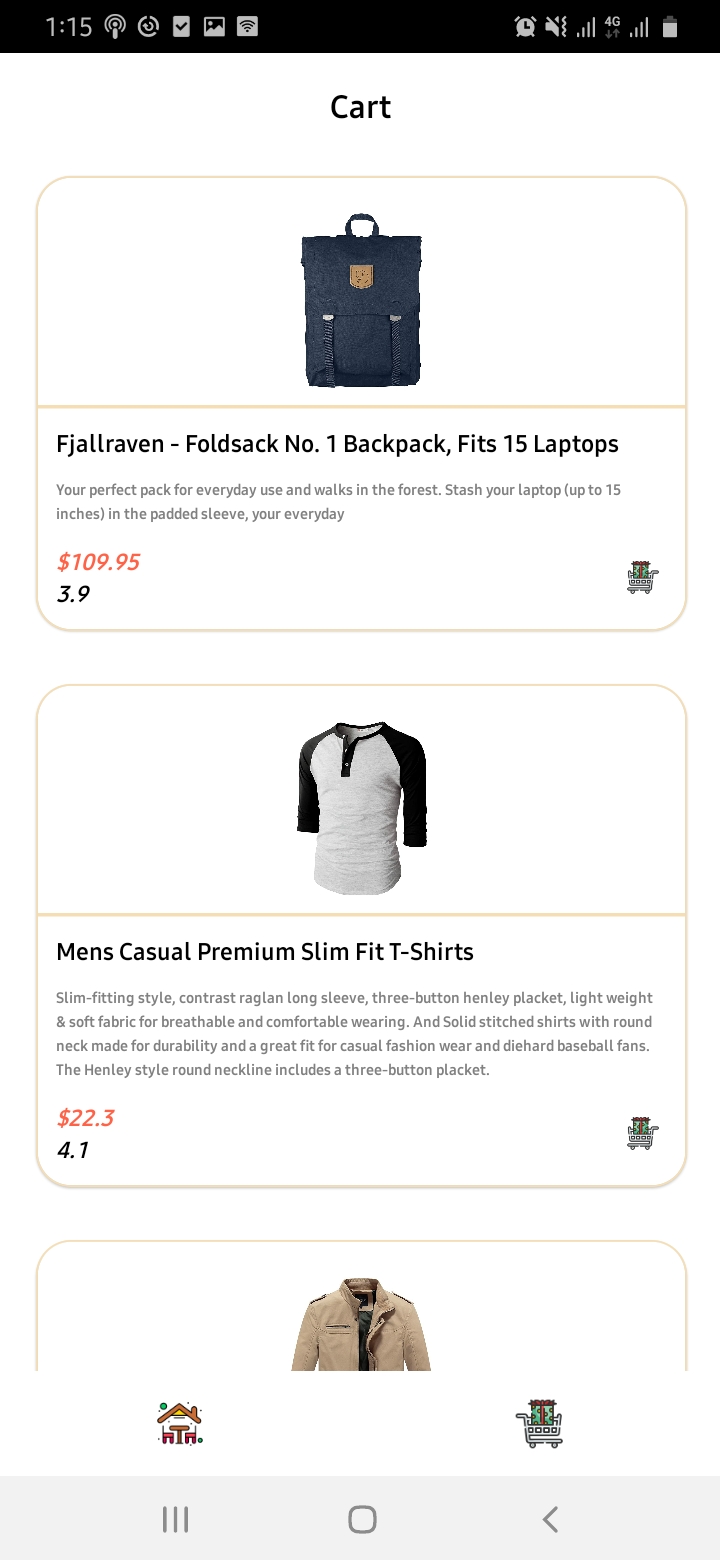 1:15
4G
Cart
Fjallraven - Foldsack No. 1 Backpack, Fits 15 Laptops
Your perfect pack for everyday use and walks in the forest. Stash your laptop (up to 15
inches) in the padded sleeve, your everyday
$109.95
3.9
Mens Casual Premium Slim Fit T-Shirts
Slim-fitting style, contrast raglan long sleeve, three-button henley placket, light weight
& soft fabric for breathable and comfortable wearing. And Solid stitched shirts with round
neck made for durability and a great fit for casual fashion wear and diehard baseball fans.
The Henley style round neckline includes a three-button placket.
$22.3
4.1